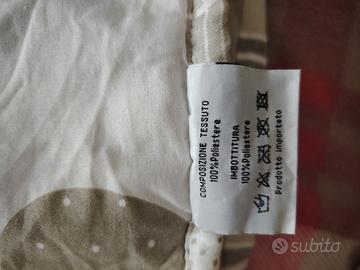 COMPOSIZIONE TESSUTO
100%Poliestere
IMBOTTITURA
100%Poliestere
Prodotto importato
subito